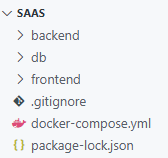 SAAS
backend
db
frontend
.gitignore
docker-compose.yml
{} package-lock.json